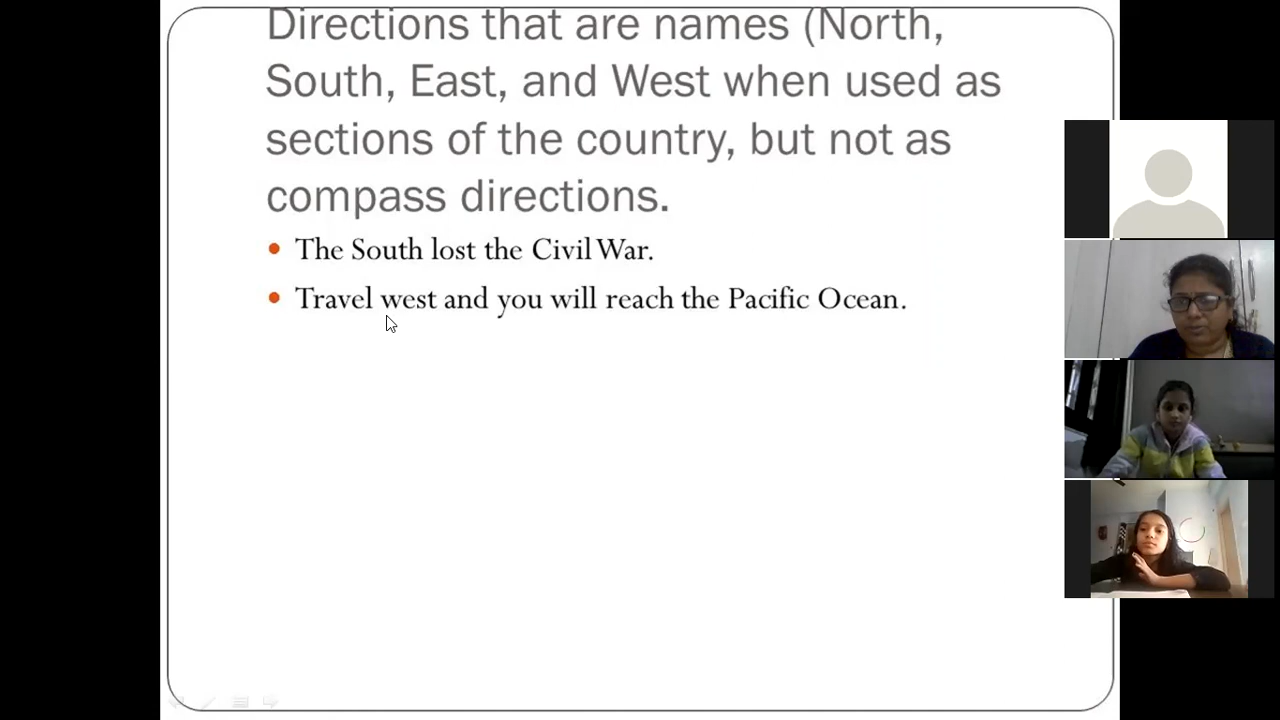 Directions that are names (North,
South, East, and West when used as
sections of the country, but not as
compass directions.
The South lost the Civil War.
Travel west and you will reach the Pacific Ocean.